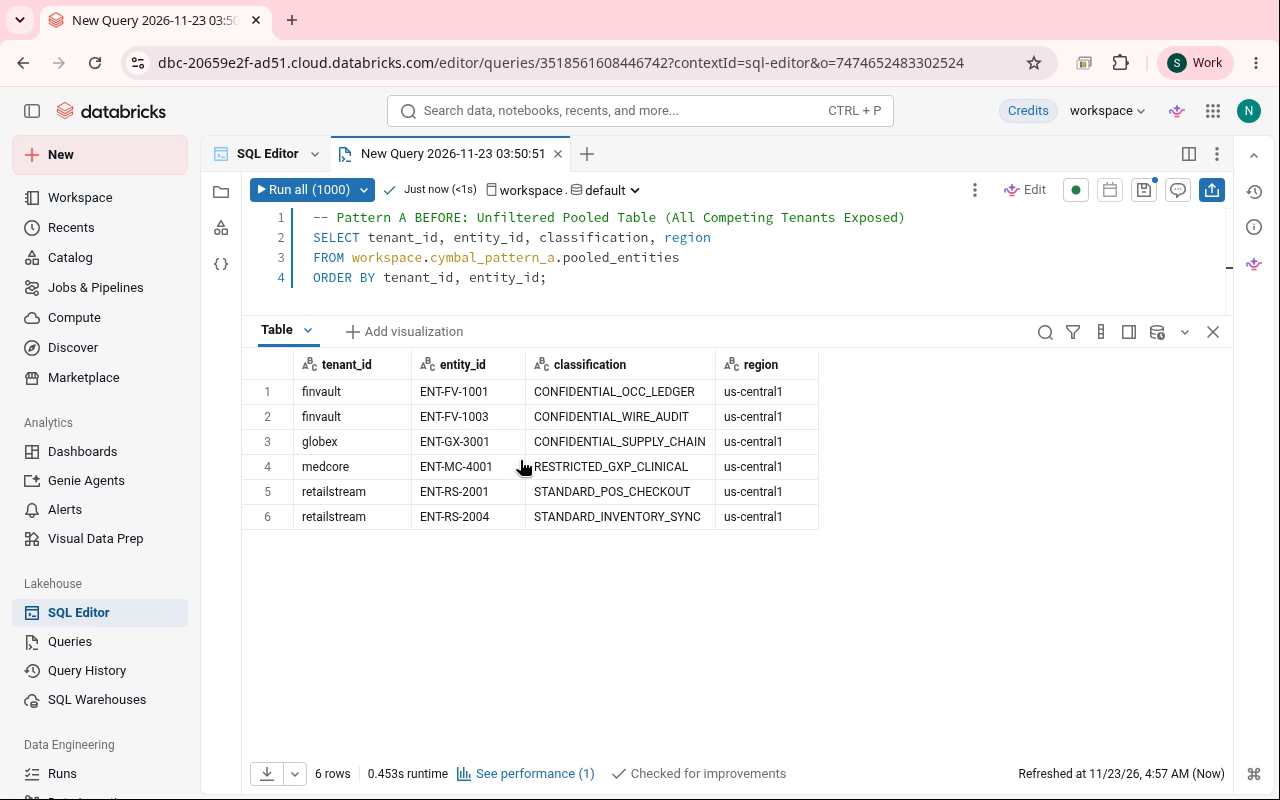 New Query 2026-11-23 03:50
dbc-20659e2f-ad51.cloud.databricks.com/editor/queries/3518561608446742?contextId=sql-editor&o=7474652483302524
S Work
databricks
Search data, notebooks, recents, and more... CTRL + P
Credits workspace N
New
Workspace
Recents
Catalog
Jobs & Pipelines
Compute
Discover
Marketplace
Analytics
Dashboards
Genie Agents
Alerts
Visual Data Prep
Lakehouse
SQL Editor
Queries
Query History
SQL Warehouses
Data Engineering
Runs
SQL Editor New Query 2026-11-23 03:50:51
Run all (1000) Just now (<1s) workspace . default Edit
1 -- Pattern A BEFORE: Unfiltered Pooled Table (All Competing Tenants Exposed)
2 SELECT tenant_id, entity_id, classification, region
3 FROM workspace.cymbal_pattern_a.pooled_entities
4 ORDER BY tenant_id, entity_id;
Table Add visualization
tenant_id entity_id classification region
1 finvault ENT-FV-1001 CONFIDENTIAL_OCC_LEDGER us-central1
2 finvault ENT-FV-1003 CONFIDENTIAL_WIRE_AUDIT us-central1
3 globex ENT-GX-3001 CONFIDENTIAL_SUPPLY_CHAIN us-central1
4 medcore ENT-MC-4001 RESTRICTED_GXP_CLINICAL us-central1
5 retailstream ENT-RS-2001 STANDARD_POS_CHECKOUT us-central1
6 retailstream ENT-RS-2004 STANDARD_INVENTORY_SYNC us-central1
6 rows 0.453s runtime See performance (1) Checked for improvements Refreshed at 11/23/26, 4:57 AM (Now)